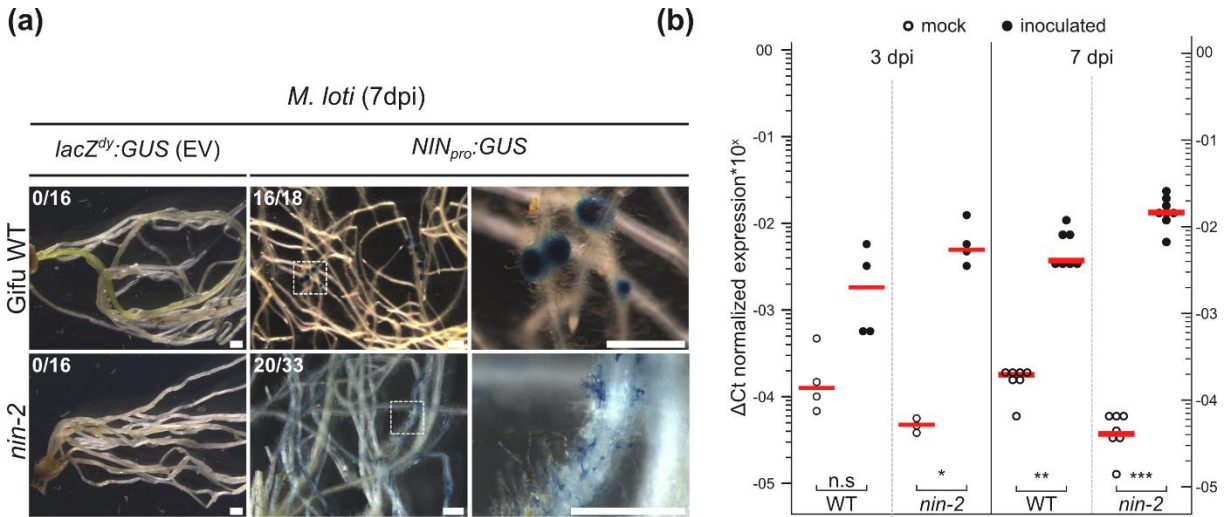 (a)
M. loti (7dpi)
lacZdy:GUS (EV)
NINpro:GUS
Gifu WT
0/16
16/18
nin-2
0/16
20/33
(b)
mock
inoculated
3 dpi
7 dpi
ΔCt normalized expression*10x
00
-01
-02
-03
-04
-05
00
-01
-02
-03
-04
-05
n.s
*
**
***
WT
nin-2
WT
nin-2